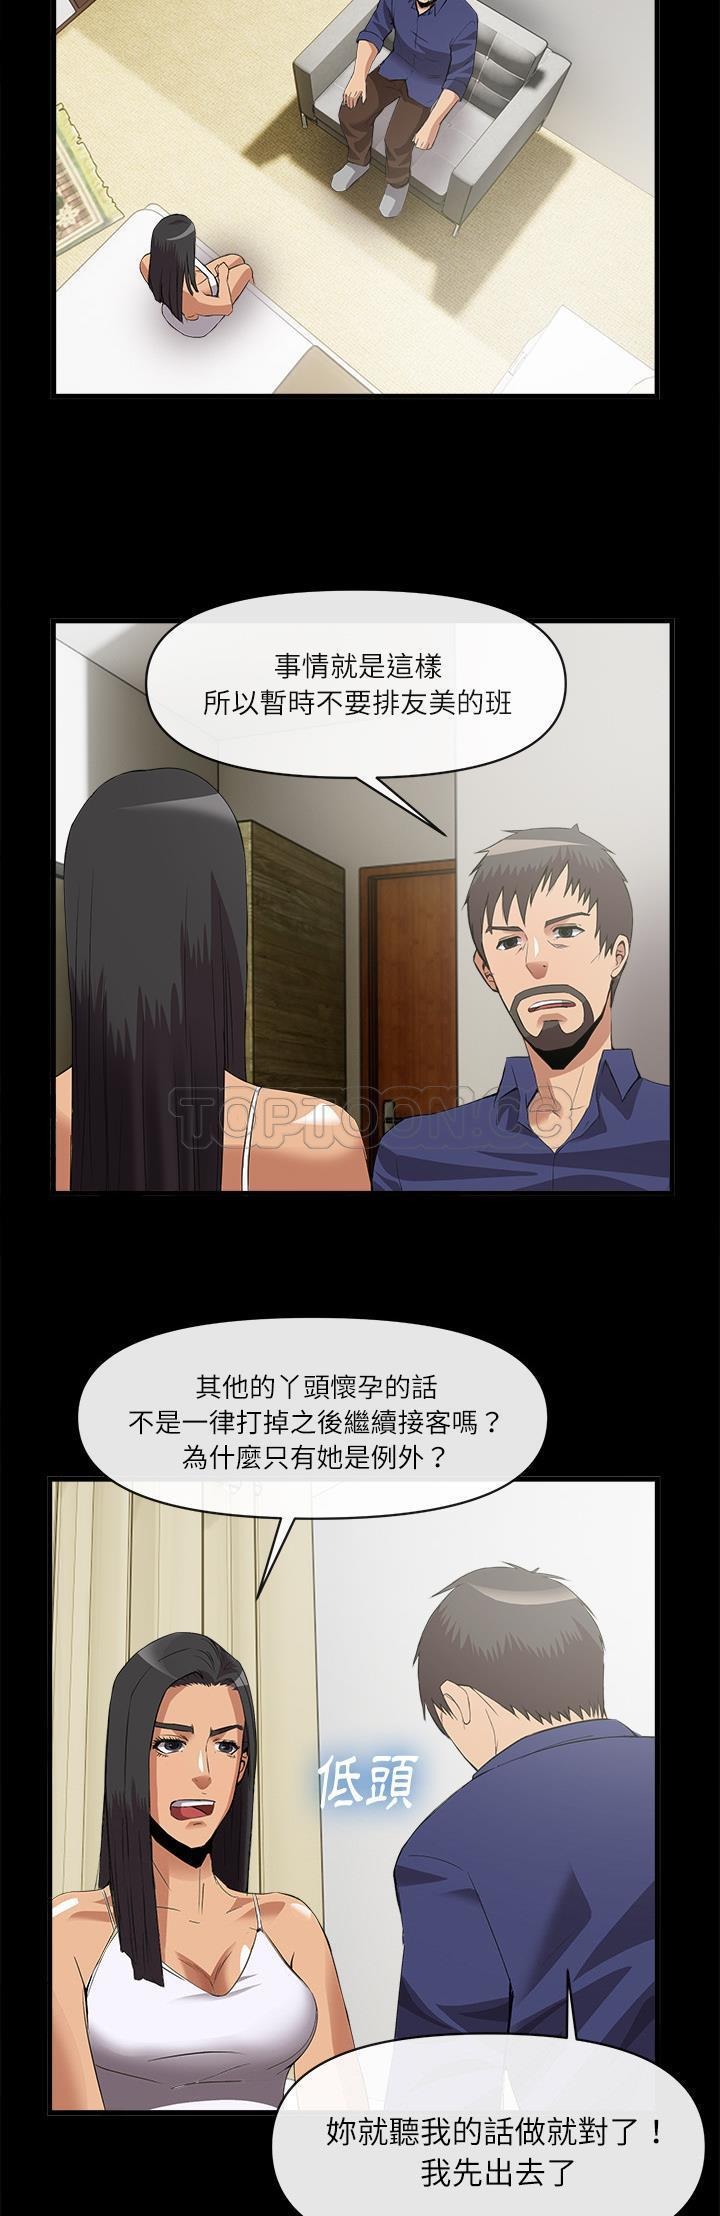 事情就是這樣
所以暫時不要排友美的班
TOPTOON.CC
其他的丫頭懷孕的話
不是一律打掉之後繼續接客嗎？
為什麼只有她是例外？
低頭
妳就聽我的話做就對了！
我先出去了